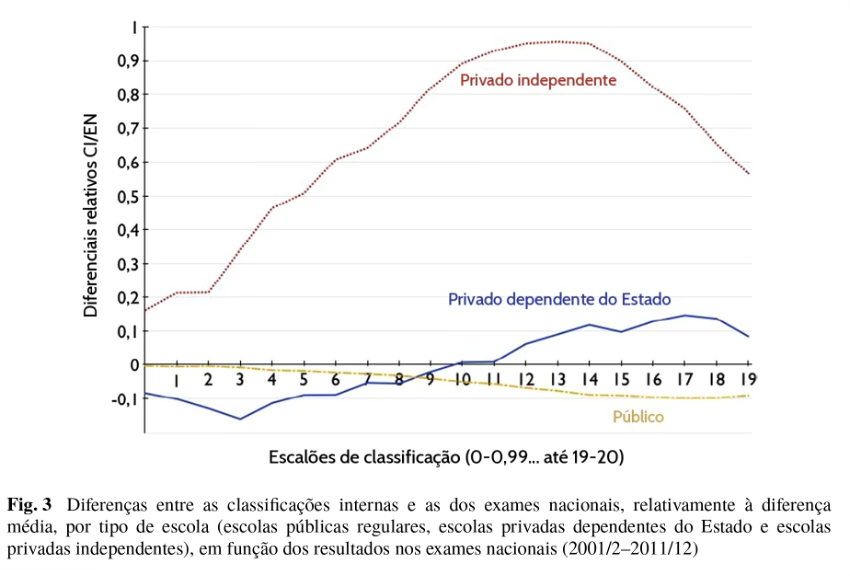 1
0,9
0,8
0,7
0,6
0,5
0,4
0,3
0,2
0,1
0
-0,1
Diferenciais relativos CI/EN
Privado independente
Privado dependente do Estado
Público
1 2 3 4 5 6 7 8 9 10 11 12 13 14 15 16 17 18 19
Escalões de classificação (0-0,99... até 19-20)
Fig. 3 Diferenças entre as classificações internas e as dos exames nacionais, relativamente à diferença
média, por tipo de escola (escolas públicas regulares, escolas privadas dependentes do Estado e escolas
privadas independentes), em função dos resultados nos exames nacionais (2001/2–2011/12)